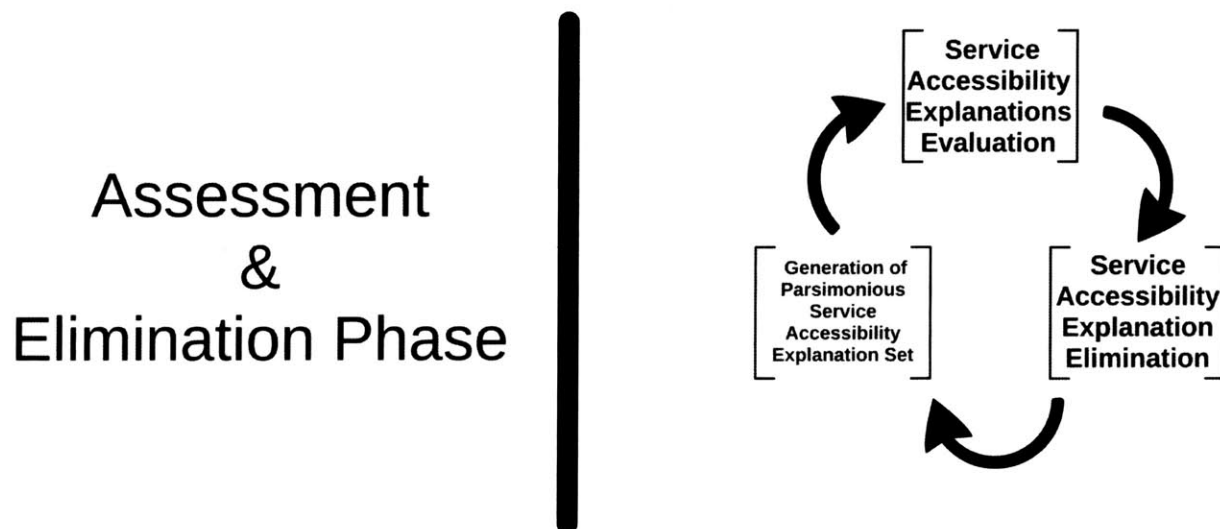 Assessment
&
Elimination Phase
Service
Accessibility
Explanations
Evaluation
Service
Accessibility
Explanation
Elimination
Generation of
Parsimonious
Service
Accessibility
Explanation Set